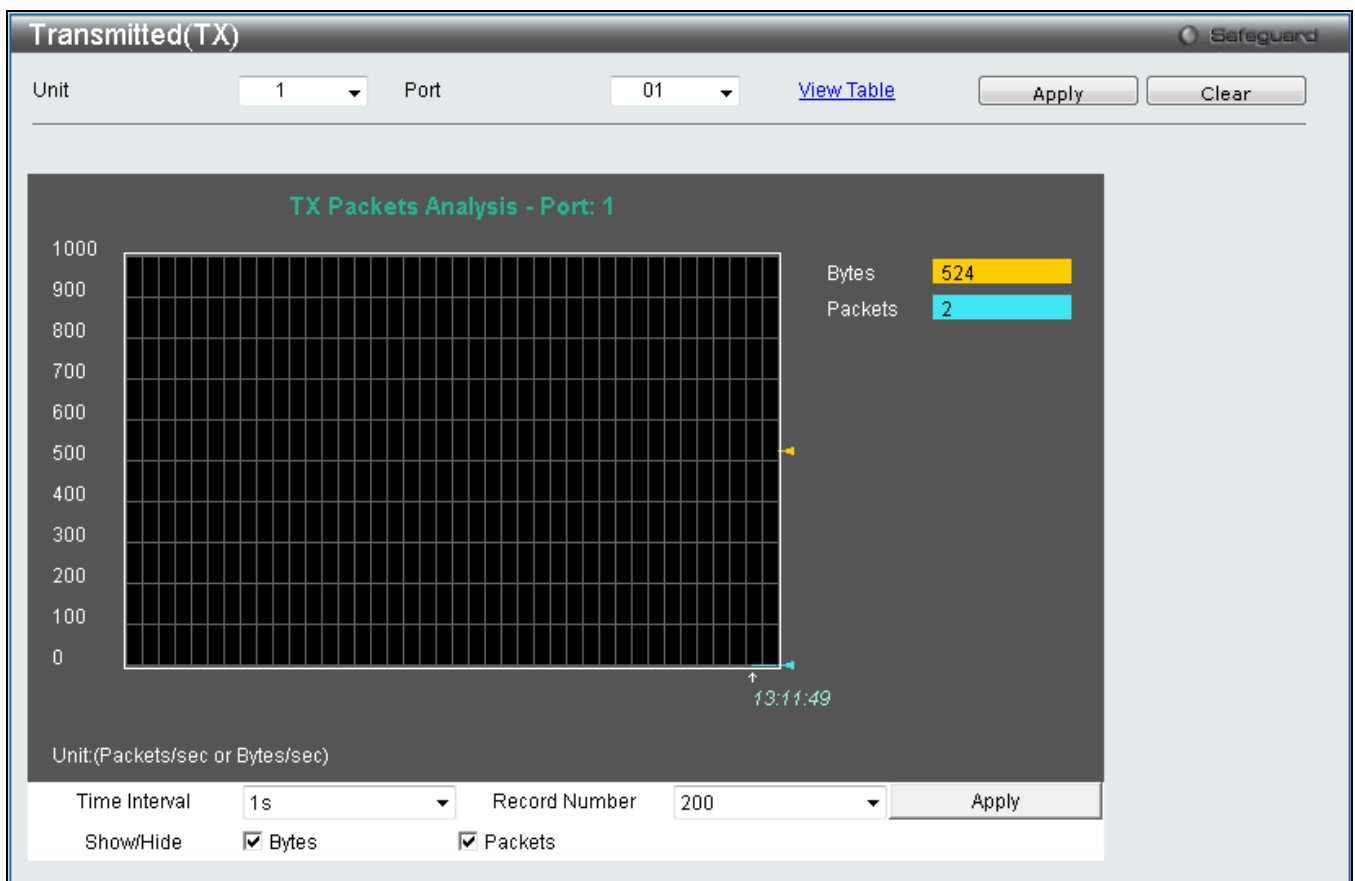 Transmitted(TX)
Safeguard
Unit 1 Port 01 View Table Apply Clear
TX Packets Analysis - Port: 1
1000
900
800
700
600
500
400
300
200
100
0
Bytes 524
Packets 2
13:11:49
Unit:(Packets/sec or Bytes/sec)
Time Interval 1s Record Number 200 Apply
Show/Hide Bytes Packets